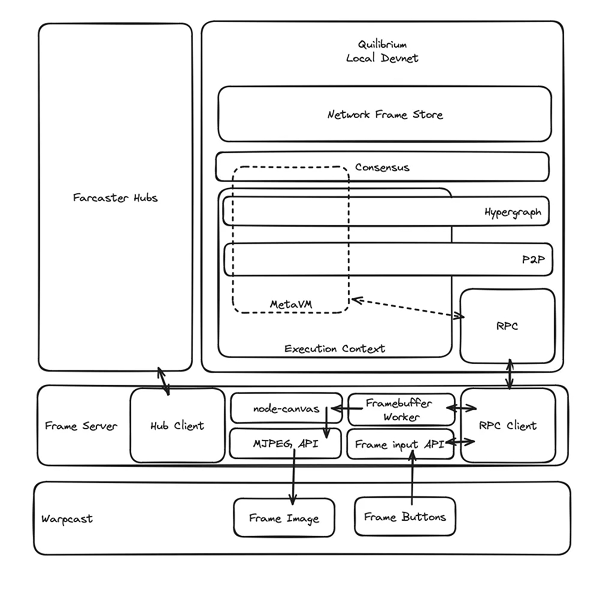 Quilibrium
Local Devnet
Network Frame Store
Consensus
Farcaster Hubs
Hypergraph
P2P
MetaVM
RPC
Execution Context
Frame Server
Hub Client
node-canvas
Framebuffer
Worker
RPC Client
MJPEG API
Frame input API
Warpcast
Frame Image
Frame Buttons